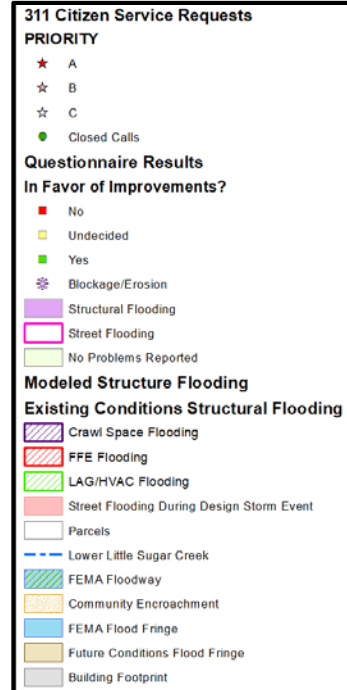 311 Citizen Service Requests
PRIORITY
A
B
C
Closed Calls
Questionnaire Results
In Favor of Improvements?
No
Undecided
Yes
Blockage/Erosion
Structural Flooding
Street Flooding
No Problems Reported
Modeled Structure Flooding
Existing Conditions Structural Flooding
Crawl Space Flooding
FFE Flooding
LAG/HVAC Flooding
Street Flooding During Design Storm Event
Parcels
Lower Little Sugar Creek
FEMA Floodway
Community Encroachment
FEMA Flood Fringe
Future Conditions Flood Fringe
Building Footprint